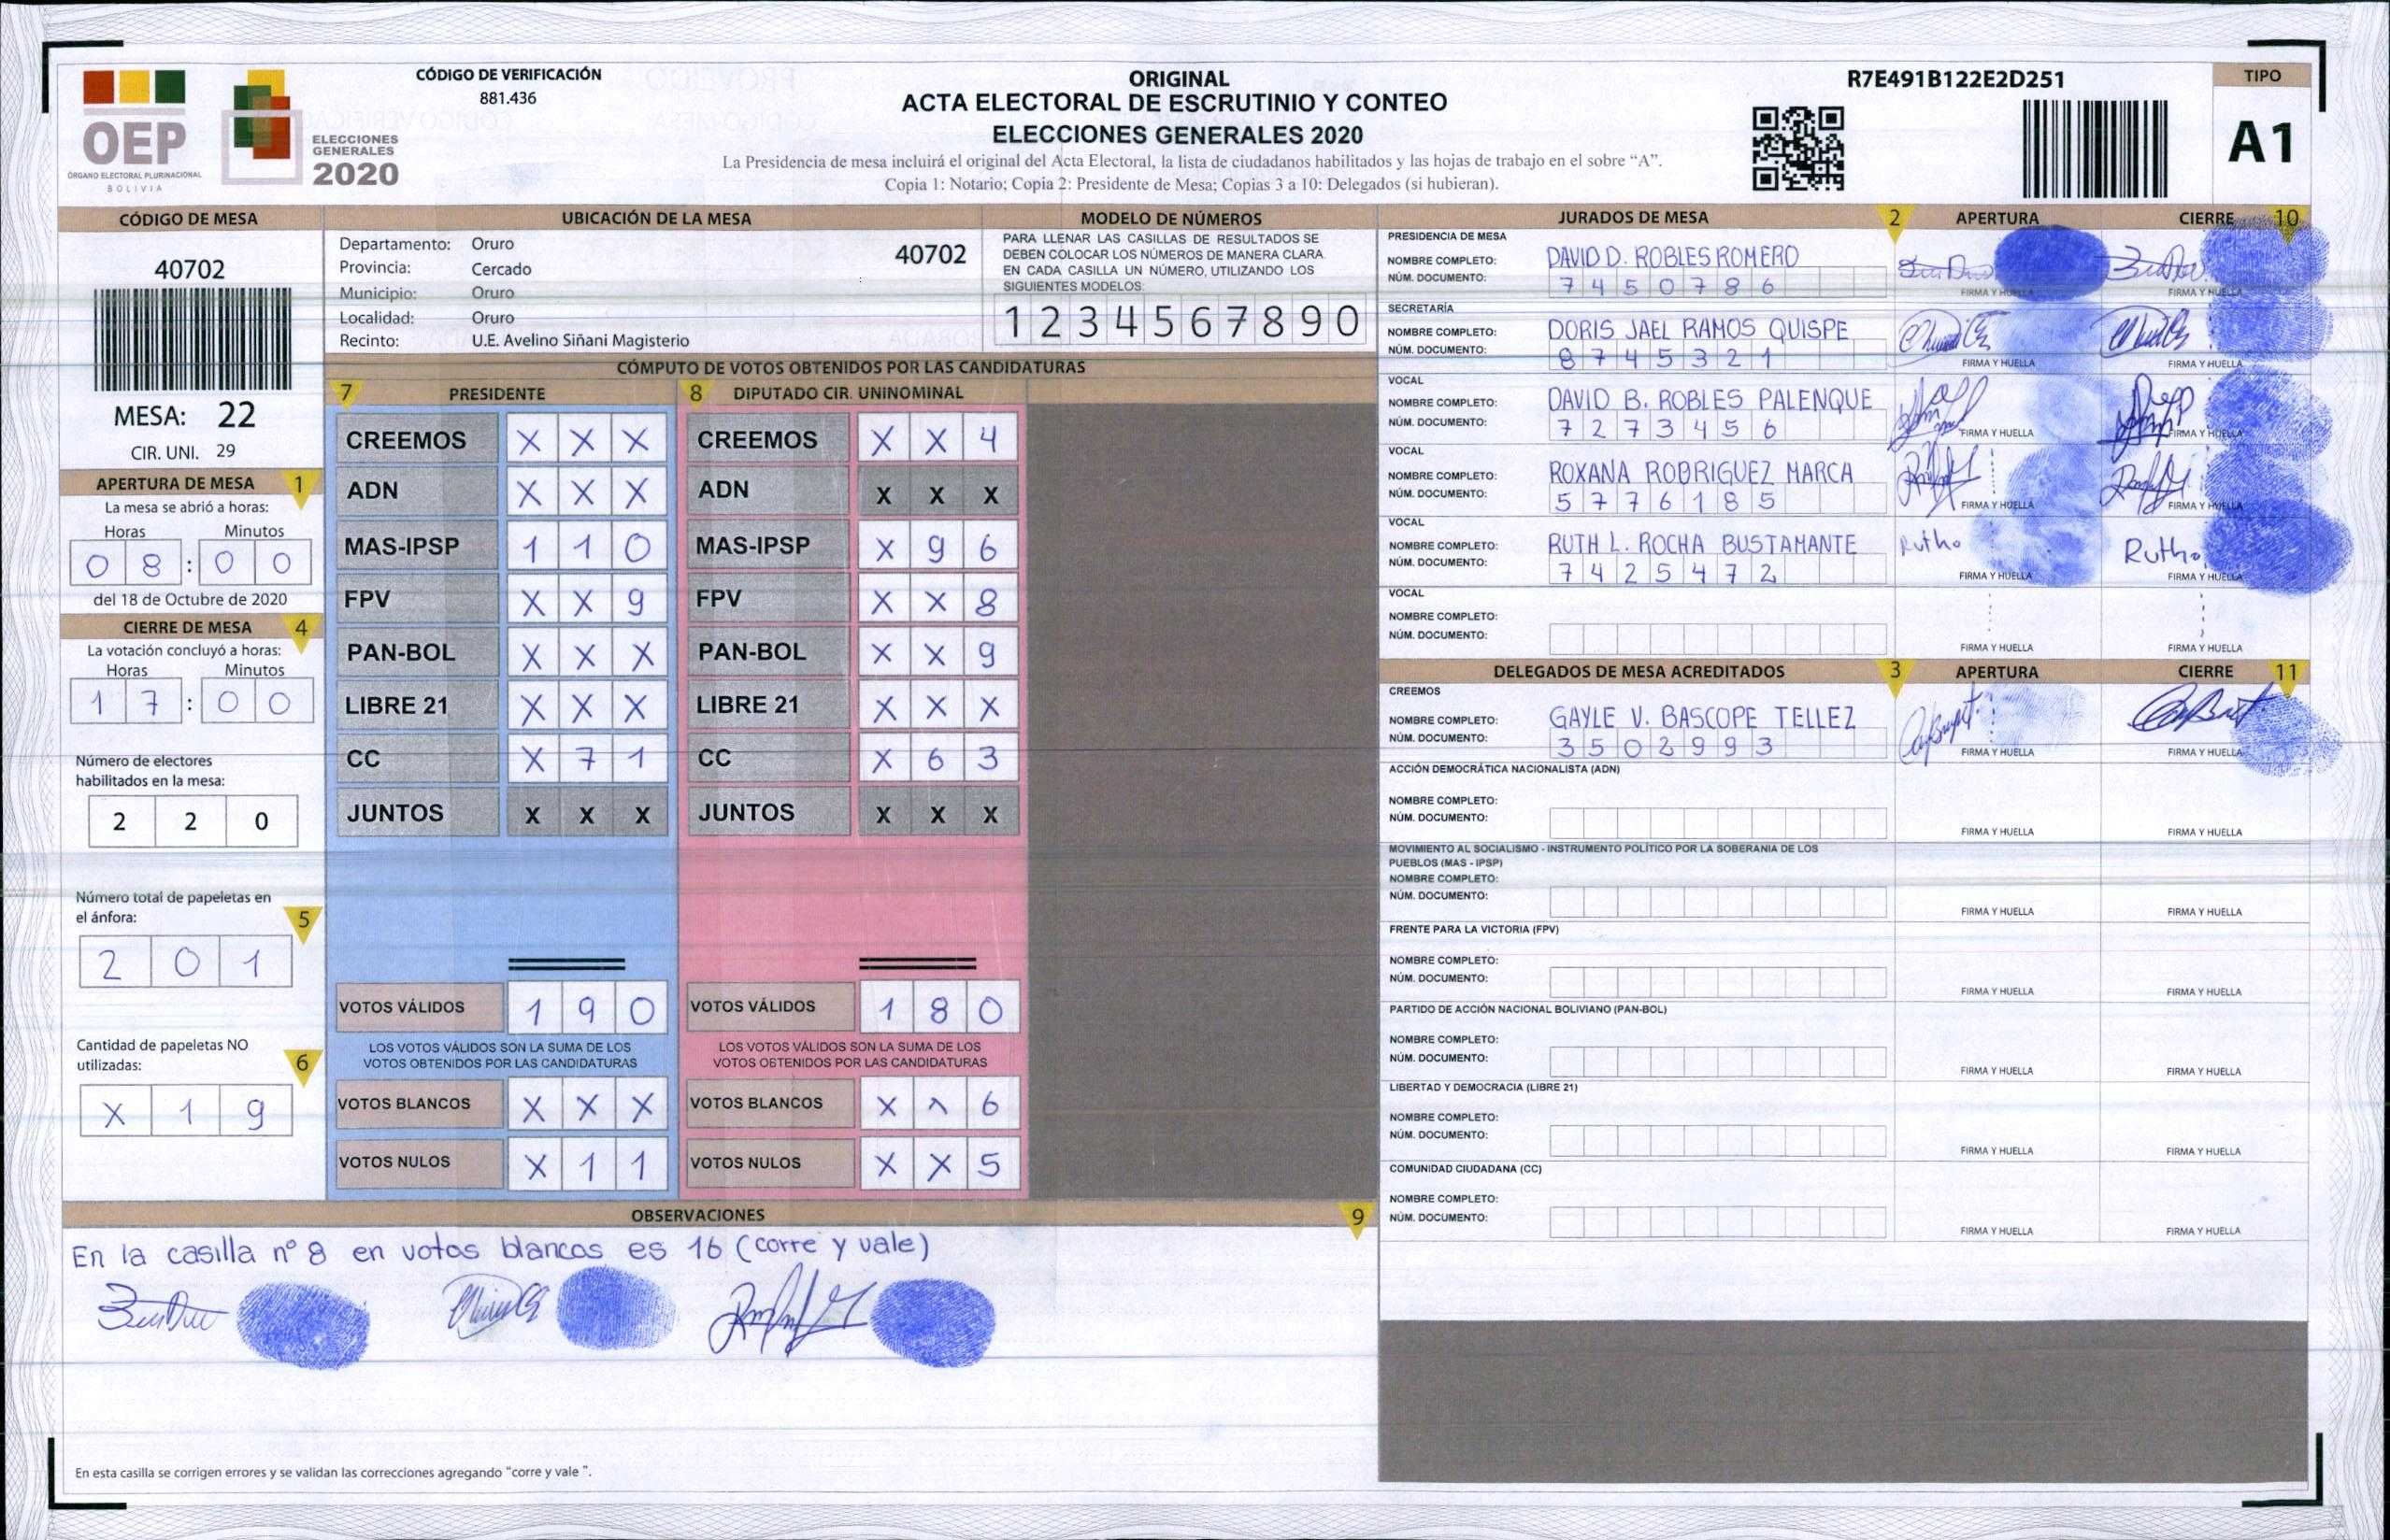 OEP
ÓRGANO ELECTORAL PLURINACIONAL
BOLIVIA
ELECCIONES
GENERALES
2020
CÓDIGO DE VERIFICACIÓN
881.436
ORIGINAL
ACTA ELECTORAL DE ESCRUTINIO Y CONTEO
ELECCIONES GENERALES 2020
La Presidencia de mesa incluirá el original del Acta Electoral, la lista de ciudadanos habilitados y las hojas de trabajo en el sobre “A”.
Copia 1: Notario; Copia 2: Presidente de Mesa; Copias 3 a 10: Delegados (si hubieran).
R7E491B122E2D251
TIPO
A1
CÓDIGO DE MESA
40702
MESA: 22
CIR. UNI. 29
APERTURA DE MESA 1
La mesa se abrió a horas:
Horas Minutos
0 8 : 0 0
del 18 de Octubre de 2020
CIERRE DE MESA 4
La votación concluyó a horas:
Horas Minutos
1 7 : 0 0
Número de electores
habilitados en la mesa:
2 2 0
Número total de papeletas en
el ánfora: 5
2 0 1
Cantidad de papeletas NO
utilizadas: 6
X 1 9
UBICACIÓN DE LA MESA
Departamento: Oruro 40702
Provincia: Cercado
Municipio: Oruro
Localidad: Oruro
Recinto: U.E. Avelino Siñani Magisterio
MODELO DE NÚMEROS
PARA LLENAR LAS CASILLAS DE RESULTADOS SE
DEBEN COLOCAR LOS NÚMEROS DE MANERA CLARA.
EN CADA CASILLA UN NÚMERO, UTILIZANDO LOS
SIGUIENTES MODELOS:
1 2 3 4 5 6 7 8 9 0
CÓMPUTO DE VOTOS OBTENIDOS POR LAS CANDIDATURAS
7 PRESIDENTE 8 DIPUTADO CIR. UNINOMINAL
CREEMOS X X X CREEMOS X X 4
ADN X X X ADN X X X
MAS-IPSP 1 1 0 MAS-IPSP X 9 6
FPV X X 9 FPV X X 8
PAN-BOL X X X PAN-BOL X X 9
LIBRE 21 X X X LIBRE 21 X X X
CC X 7 1 CC X 6 3
JUNTOS X X X JUNTOS X X X
VOTOS VÁLIDOS 1 9 0 VOTOS VÁLIDOS 1 8 0
LOS VOTOS VÁLIDOS SON LA SUMA DE LOS
VOTOS OBTENIDOS POR LAS CANDIDATURAS
LOS VOTOS VÁLIDOS SON LA SUMA DE LOS
VOTOS OBTENIDOS POR LAS CANDIDATURAS
VOTOS BLANCOS X X X VOTOS BLANCOS X 1 6
VOTOS NULOS X 1 1 VOTOS NULOS X X 5
OBSERVACIONES 9
En la casilla nº 8 en votos blancos es 16 (corre y vale)
En esta casilla se corrigen errores y se validan las correcciones agregando “corre y vale ”.
JURADOS DE MESA 2 APERTURA CIERRE 10
PRESIDENCIA DE MESA
NOMBRE COMPLETO: DAVID D. ROBLES ROMERO
NÚM. DOCUMENTO: 7 4 5 0 7 8 6 FIRMA Y HUELLA FIRMA Y HUELLA
SECRETARÍA
NOMBRE COMPLETO: DORIS JAEL RAMOS QUISPE
NÚM. DOCUMENTO: 8 7 4 5 3 2 1 FIRMA Y HUELLA FIRMA Y HUELLA
VOCAL
NOMBRE COMPLETO: DAVID B. ROBLES PALENQUE
NÚM. DOCUMENTO: 7 2 7 3 4 5 6 FIRMA Y HUELLA FIRMA Y HUELLA
VOCAL
NOMBRE COMPLETO: ROXANA RODRIGUEZ MARCA
NÚM. DOCUMENTO: 5 7 7 6 1 8 5 FIRMA Y HUELLA FIRMA Y HUELLA
VOCAL
NOMBRE COMPLETO: RUTH L. ROCHA BUSTAMANTE Ruth Ruth
NÚM. DOCUMENTO: 7 4 2 5 4 7 2 FIRMA Y HUELLA FIRMA Y HUELLA
VOCAL
NOMBRE COMPLETO:
NÚM. DOCUMENTO: FIRMA Y HUELLA FIRMA Y HUELLA
DELEGADOS DE MESA ACREDITADOS 3 APERTURA CIERRE 11
CREEMOS
NOMBRE COMPLETO: GAYLE V. BASCOPE TELLEZ
NÚM. DOCUMENTO: 3 5 0 2 9 9 3 FIRMA Y HUELLA FIRMA Y HUELLA
ACCIÓN DEMOCRÁTICA NACIONALISTA (ADN)
NOMBRE COMPLETO:
NÚM. DOCUMENTO: FIRMA Y HUELLA FIRMA Y HUELLA
MOVIMIENTO AL SOCIALISMO - INSTRUMENTO POLÍTICO POR LA SOBERANIA DE LOS
PUEBLOS (MAS - IPSP)
NOMBRE COMPLETO:
NÚM. DOCUMENTO: FIRMA Y HUELLA FIRMA Y HUELLA
FRENTE PARA LA VICTORIA (FPV)
NOMBRE COMPLETO:
NÚM. DOCUMENTO: FIRMA Y HUELLA FIRMA Y HUELLA
PARTIDO DE ACCIÓN NACIONAL BOLIVIANO (PAN-BOL)
NOMBRE COMPLETO:
NÚM. DOCUMENTO: FIRMA Y HUELLA FIRMA Y HUELLA
LIBERTAD Y DEMOCRACIA (LIBRE 21)
NOMBRE COMPLETO:
NÚM. DOCUMENTO: FIRMA Y HUELLA FIRMA Y HUELLA
COMUNIDAD CIUDADANA (CC)
NOMBRE COMPLETO:
NÚM. DOCUMENTO: FIRMA Y HUELLA FIRMA Y HUELLA